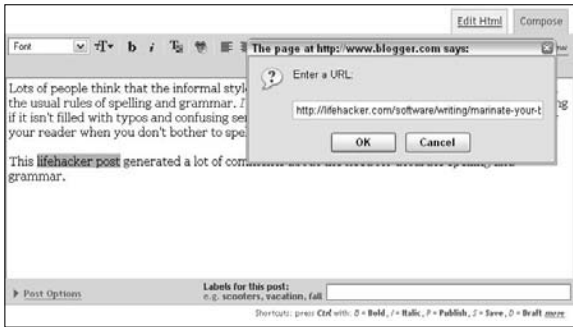 Edit Html Compose
Font
The page at http://www.blogger.com says:
Enter a URL:
http://lifehacker.com/software/writing/marinate-your-b
OK Cancel
Lots of people think that the informal styl
the usual rules of spelling and grammar.
if it isn't filled with typos and confusing se
your reader when you don't bother to spe
This lifehacker post generated a lot of
grammar.
Post Options
Labels for this post:
e.g. scooters, vacation, fall
Shortcuts: press Ctrl with: B = Bold, I = Italic, P = Publish, S = Save, D = Draft more